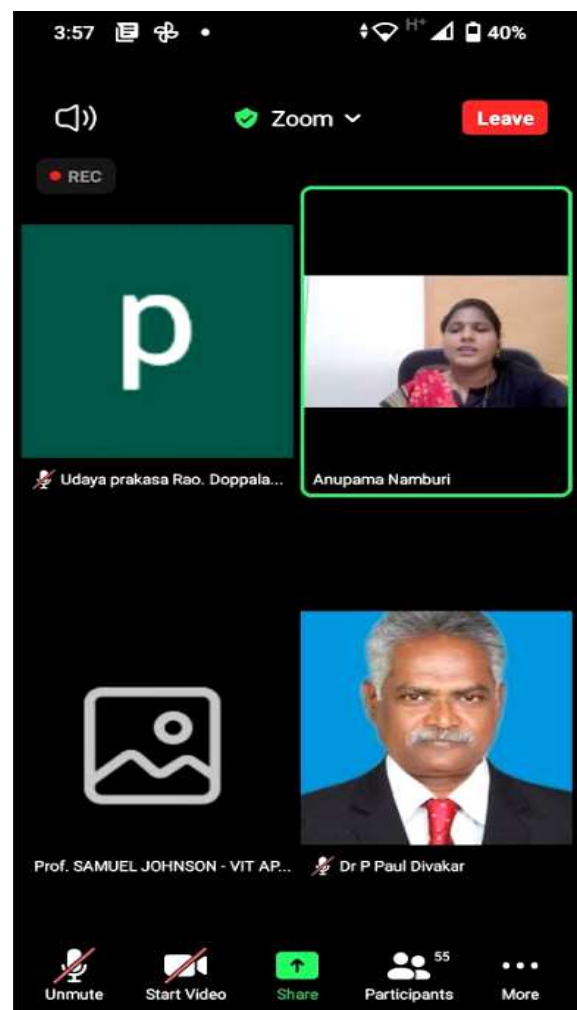 3:57 H+ 40%
Zoom Leave
REC
p
Udaya prakasa Rao. Doppala...
Anupama Namburi
Prof. SAMUEL JOHNSON - VIT AP...
Dr P Paul Divakar
55
Unmute Start Video Share Participants More